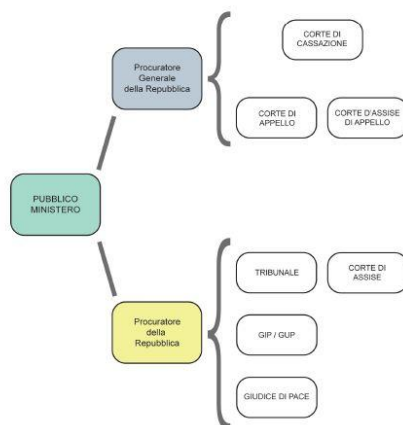 CORTE DI
CASSAZIONE
Procuratore
Generale
della Repubblica
CORTE DI
APPELLO
CORTE D'ASSISE
DI APPELLO
PUBBLICO
MINISTERO
TRIBUNALE
CORTE DI
ASSISE
Procuratore
della
Repubblica
GIP / GUP
GIUDICE DI PACE